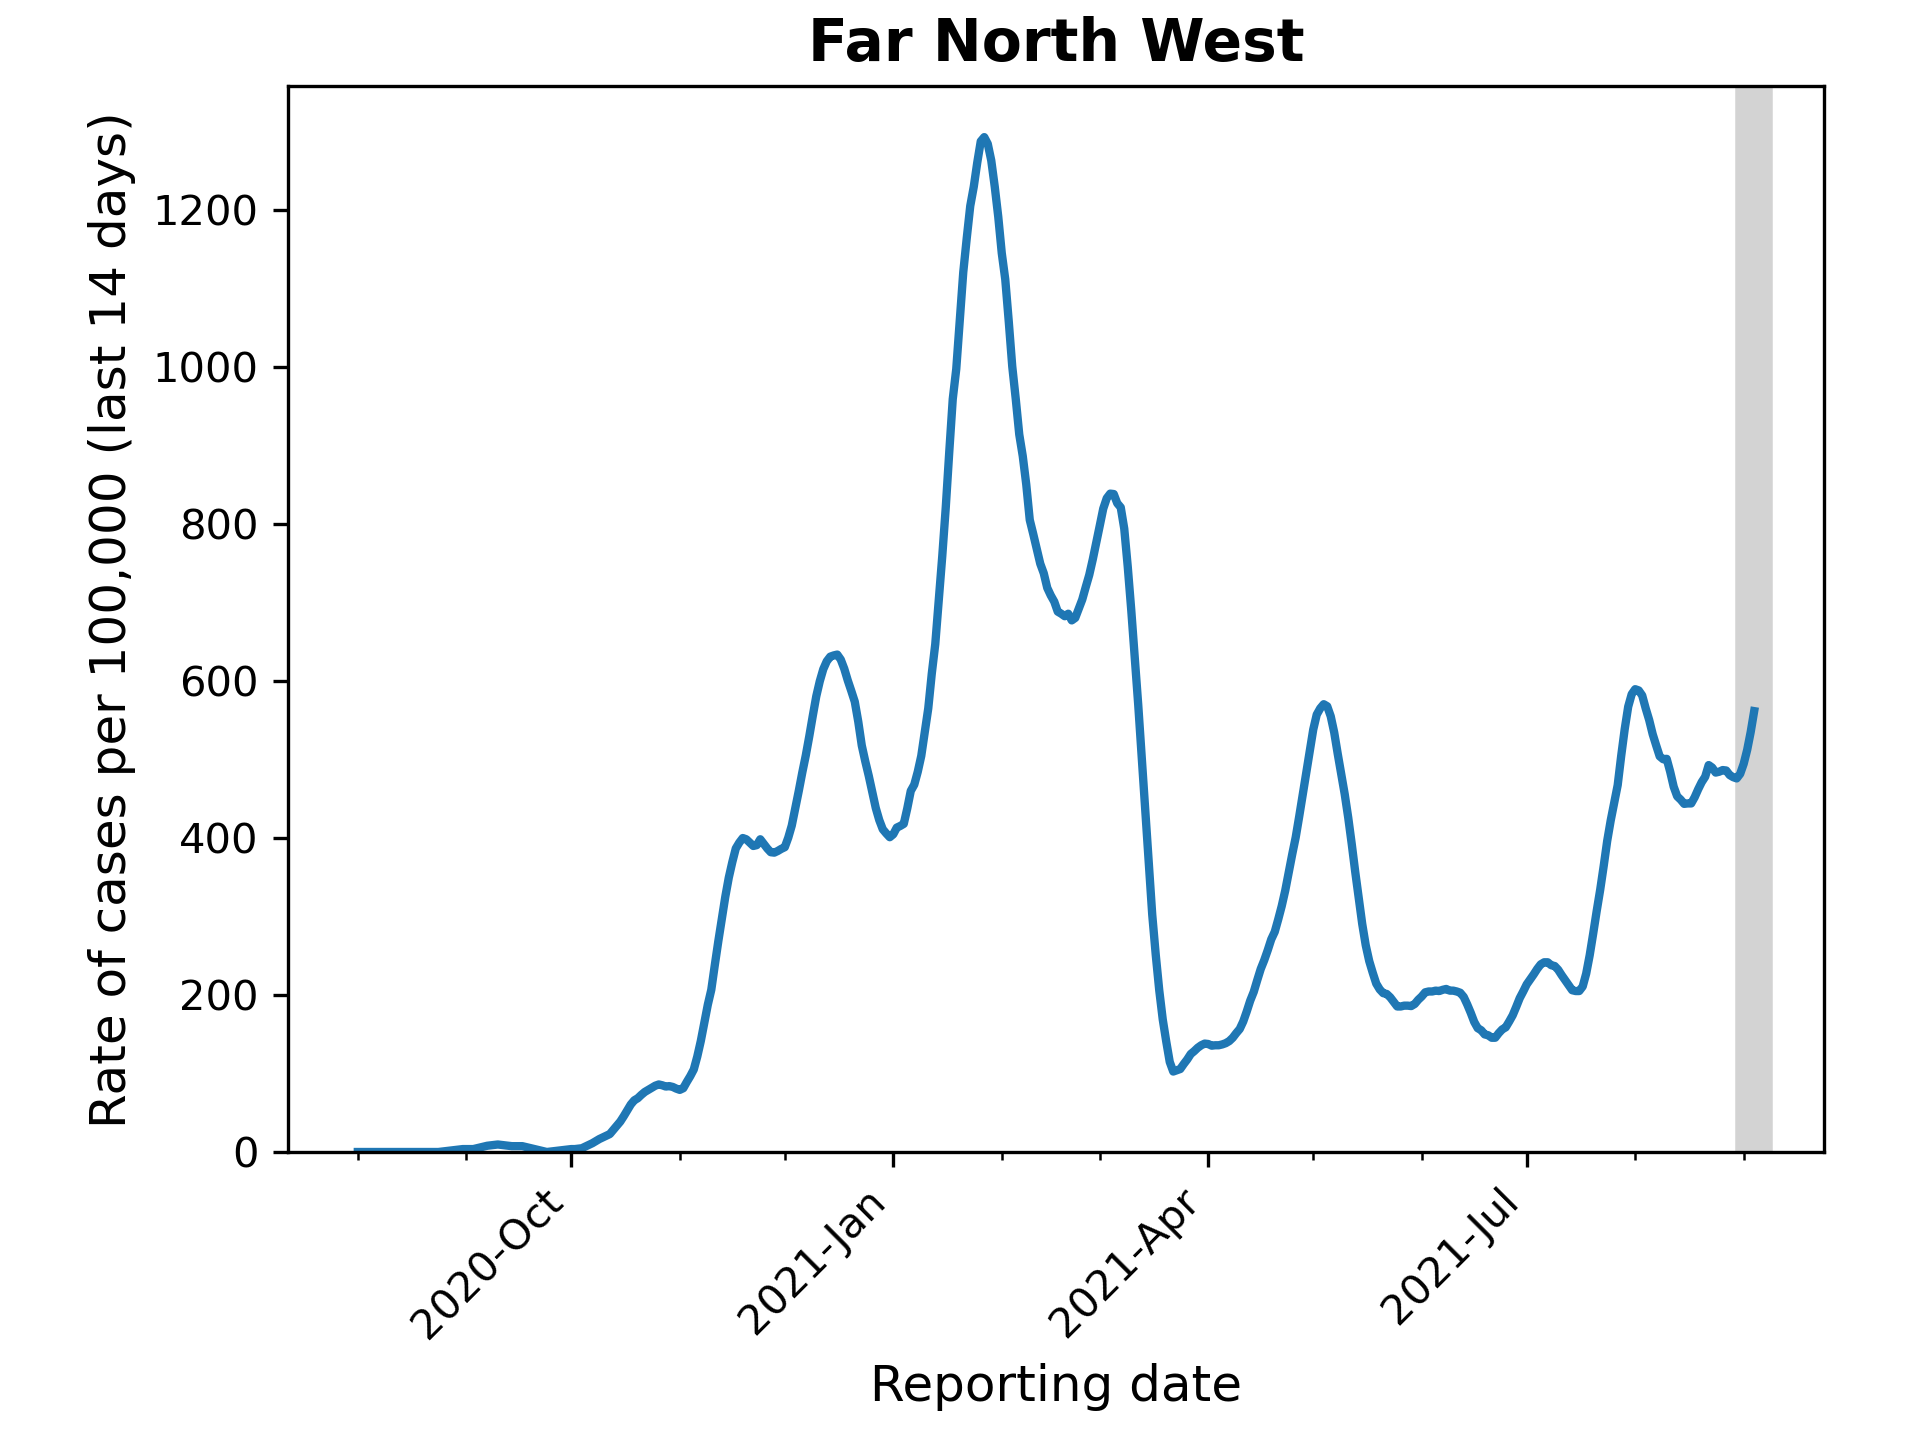 Far North West
Rate of cases per 100,000 (last 14 days)
1200
1000
800
600
400
200
0
2020-Oct
2021-Jan
2021-Apr
2021-Jul
Reporting date